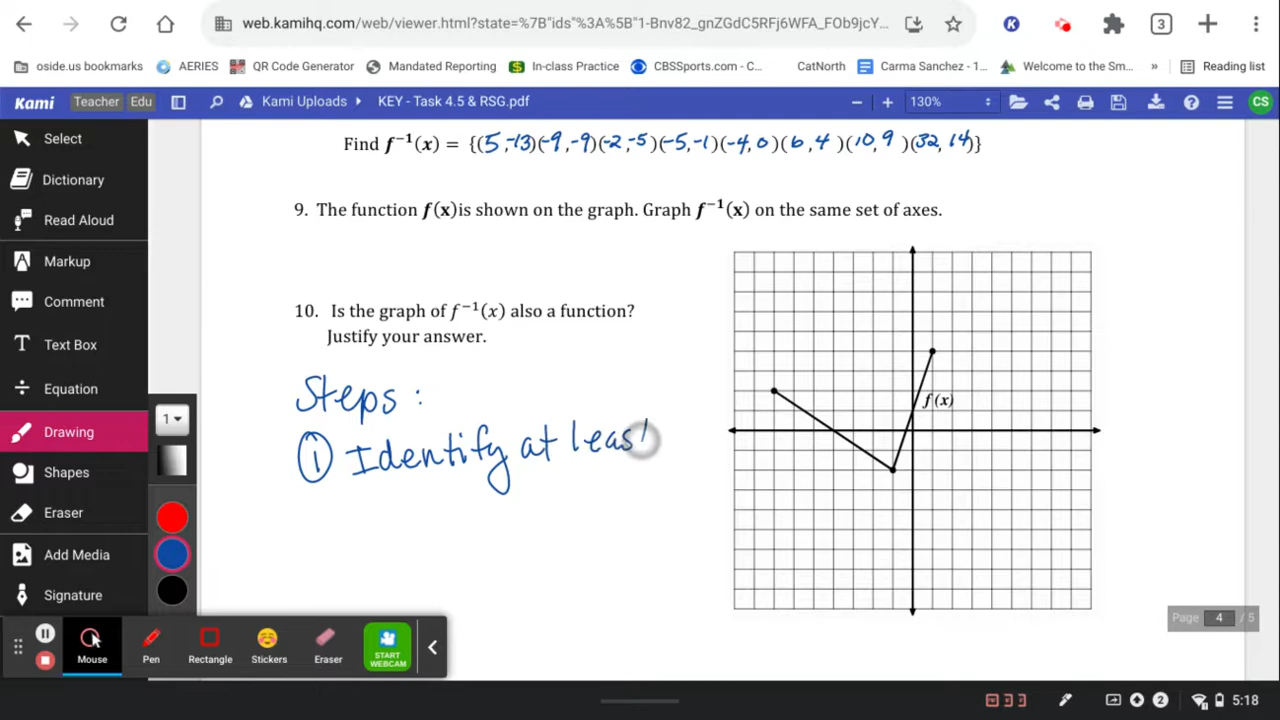 web.kamihq.com/web/viewer.html?state=%7B"ids"%3A%5B"1-Bnv82_gnZGdC5RFj6WFA_FOb9jcY...
3
oside.us bookmarks AERIES QR Code Generator Mandated Reporting In-class Practice CBSSports.com - C... CatNorth Carma Sanchez - 1... Welcome to the Sm... » Reading list
Kami Teacher Edu Kami Uploads KEY - Task 4.5 & RSG.pdf 130% CS
Select
Dictionary
Read Aloud
Markup
Comment
Text Box
Equation
Drawing
Shapes
Eraser
Add Media
Signature
1
Find f⁻¹(x) = {(5,-13)(-9,-9)(-2,-5)(-5,-1)(-4,0)(6,4)(10,9)(32,14)}
9. The function f(x)is shown on the graph. Graph f⁻¹(x) on the same set of axes.
10. Is the graph of f⁻¹(x) also a function?
Justify your answer.
Steps:
① Identify at leas
f(x)
Page 4 / 5
Mouse Pen Rectangle Stickers Eraser START WEBCAM
2 5:18